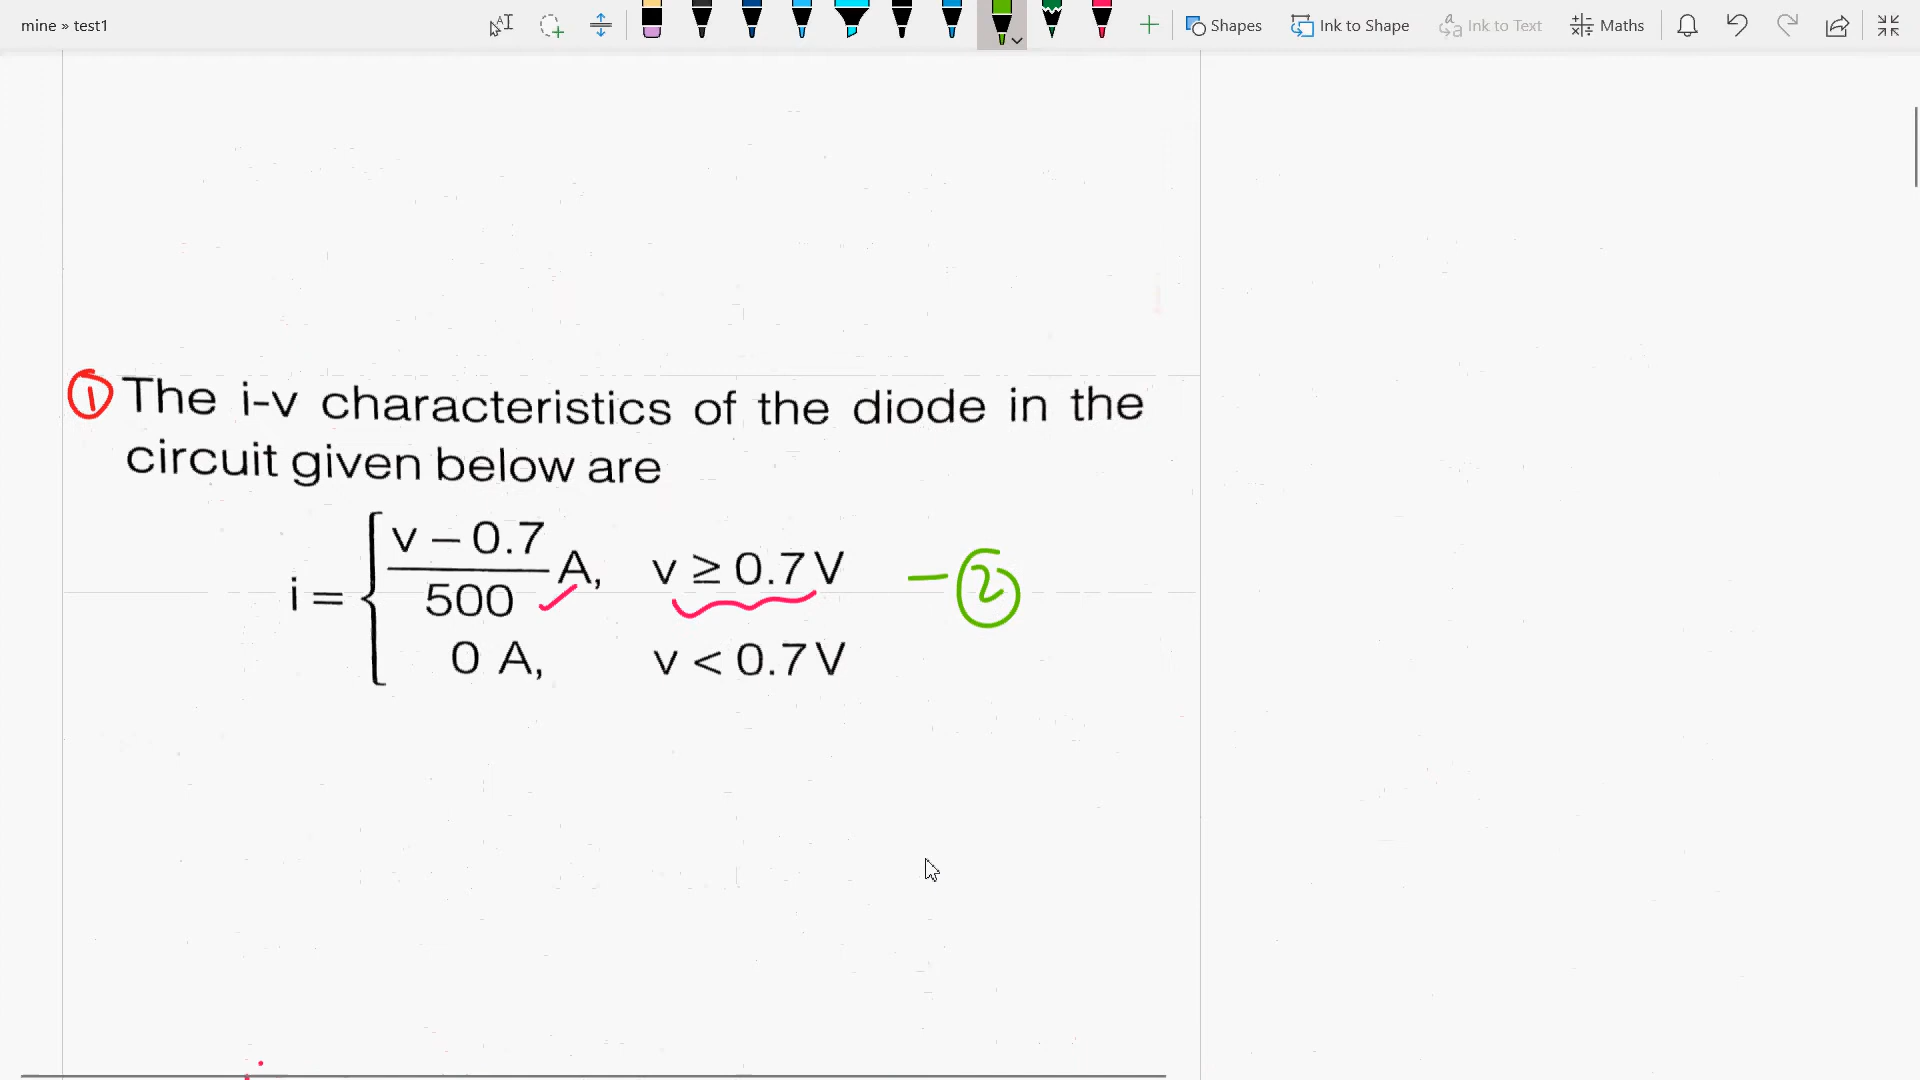 mine » test1
Shapes
Ink to Shape
Ink to Text
Maths
① The i-v characteristics of the diode in the
circuit given below are
i = { v – 0.7 / 500 A, v ≥ 0.7 V – ②
0 A, v < 0.7 V